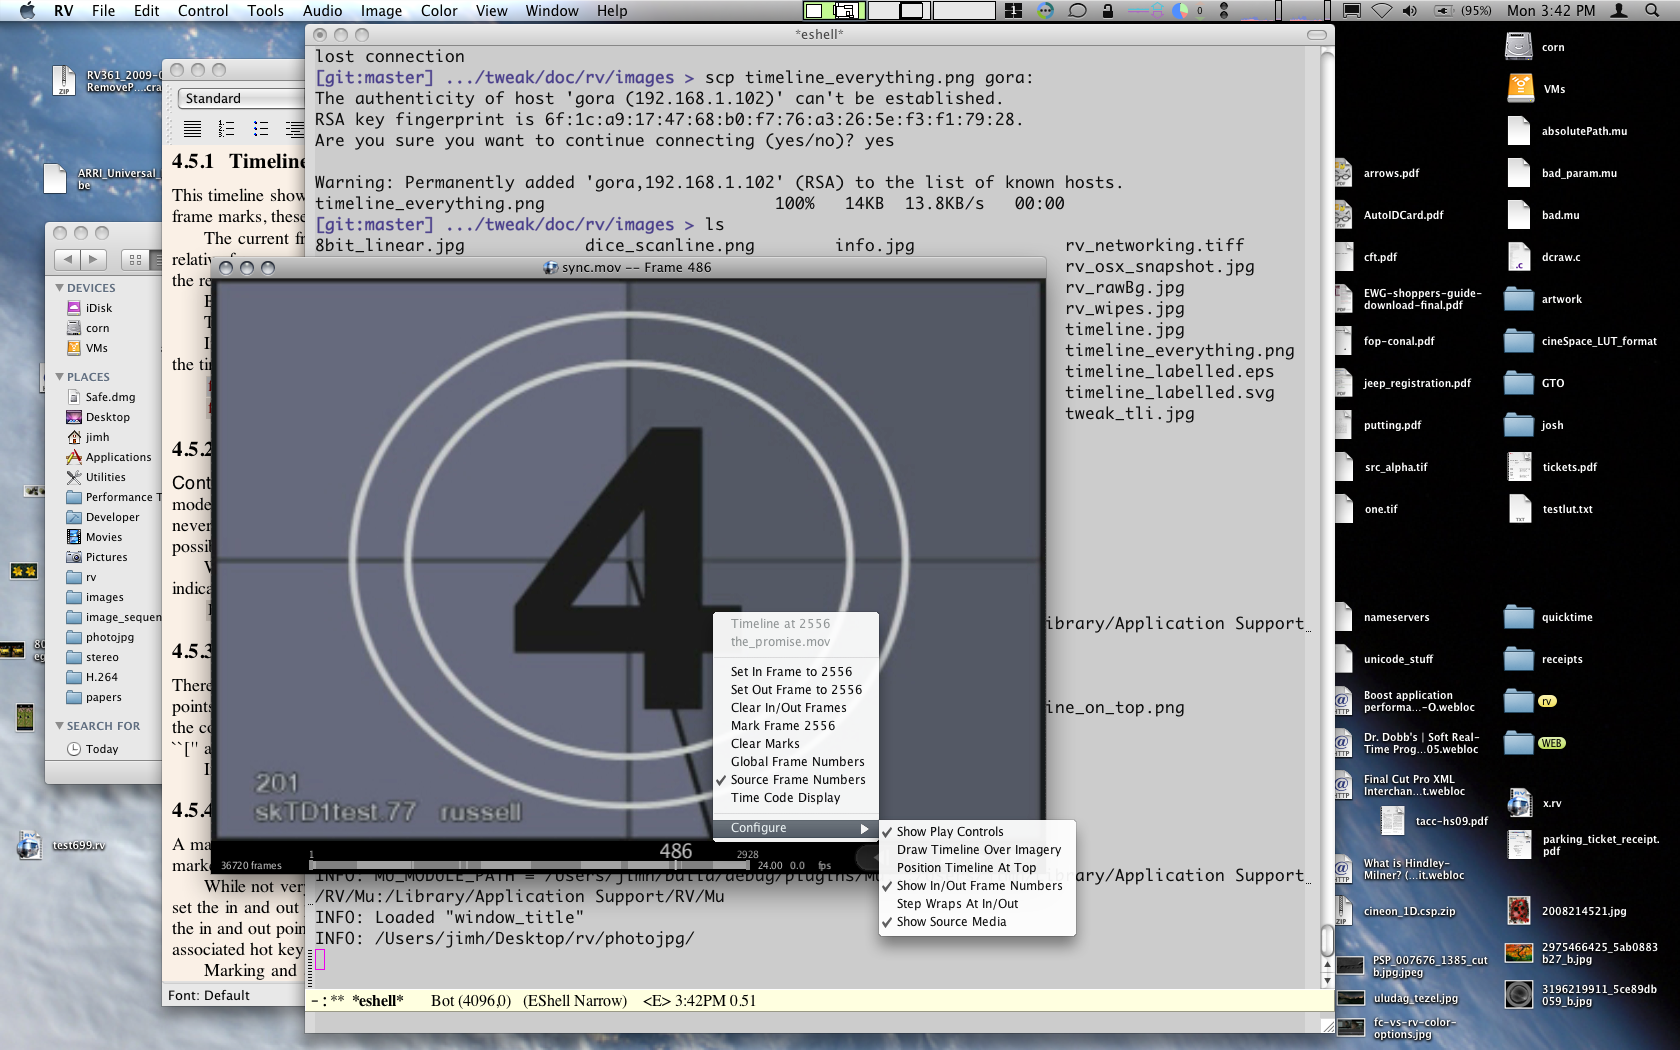 RV File Edit Control Tools Audio Image Color View Window Help
1
0
(95%) Mon 3:42 PM
*eshell*
lost connection
[git:master] .../tweak/doc/rv/images > scp timeline_everything.png gora:
The authenticity of host 'gora (192.168.1.102)' can't be established.
RSA key fingerprint is 6f:1c:a9:17:47:68:b0:f7:76:a3:26:5e:f3:f1:79:28.
Are you sure you want to continue connecting (yes/no)? yes
Warning: Permanently added 'gora,192.168.1.102' (RSA) to the list of known hosts.
timeline_everything.png 100% 14KB 13.8KB/s 00:00
[git:master] .../tweak/doc/rv/images > ls
8bit_linear.jpg dice_scanline.png info.jpg rv_networking.tiff
rv_osx_snapshot.jpg
rv_rawBg.jpg
rv_wipes.jpg
timeline.jpg
timeline_everything.png
timeline_labelled.eps
timeline_labelled.svg
tweak_tli.jpg
ibrary/Application Support
ine_on_top.png
INFO: MU_MODULE_PATH = /Users/jimh/build/debug/plugins/Mu
ibrary/Application Support
/RV/Mu:/Library/Application Support/RV/Mu
INFO: Loaded "window_title"
INFO: /Users/jimh/Desktop/rv/photojpg/
-:** *eshell* Bot (4096,0) (EShell Narrow) <E> 3:42PM 0.51
sync.mov -- Frame 486
4
201
skTD1test.77 russell
36720 frames
1
486
2928
24.00 0.0 fps
Timeline at 2556
the_promise.mov
Set In Frame to 2556
Set Out Frame to 2556
Clear In/Out Frames
Mark Frame 2556
Clear Marks
Global Frame Numbers
✓ Source Frame Numbers
Time Code Display
Configure
✓ Show Play Controls
Draw Timeline Over Imagery
Position Timeline At Top
✓ Show In/Out Frame Numbers
Step Wraps At In/Out
✓ Show Source Media
RV361_2009-0
RemoveP....cra
ARRI_Universal_
be
test699.rv
Standard
4.5.1 Timeline
This timeline show
frame marks, these
The current fr
the re
the tir
4.5.2
Cont
mode
never
possib
indica
4.5.3
There
points
the co
``['' a
4.5.4
A ma
marke
While not very
set the in and out
the in and out poin
associated hot key
Marking and
Font: Default
DEVICES
iDisk
corn
VMs
PLACES
Safe.dmg
Desktop
jimh
Applications
Utilities
Performance T
Developer
Movies
Pictures
rv
images
image_sequen
photojpg
stereo
H.264
papers
SEARCH FOR
Today
corn
VMs
absolutePath.mu
arrows.pdf
bad_param.mu
AutoIDCard.pdf
bad.mu
cft.pdf
dcraw.c
EWG-shoppers-guide-
download-final.pdf
artwork
fop-conal.pdf
cineSpace_LUT_format
jeep_registration.pdf
GTO
putting.pdf
josh
src_alpha.tif
tickets.pdf
one.tif
testlut.txt
nameservers
quicktime
unicode_stuff
receipts
Boost application
performa...-O.webloc
rv
Dr. Dobb's | Soft Real-
Time Prog...05.webloc
WEB
Final Cut Pro XML
Interchan...t.webloc
x.rv
tacc-hs09.pdf
parking_ticket_receipt.
pdf
What is Hindley-
Milner? (...it.webloc
cineon_1D.csp.zip
2008214521.jpg
PSP_007676_1385_cut
b.jpg.jpeg
2975466425_5ab0883
b27_b.jpg
uludag_tezel.jpg
3196219911_5ce89db
059_b.jpg
fc-vs-rv-color-
options.jpg